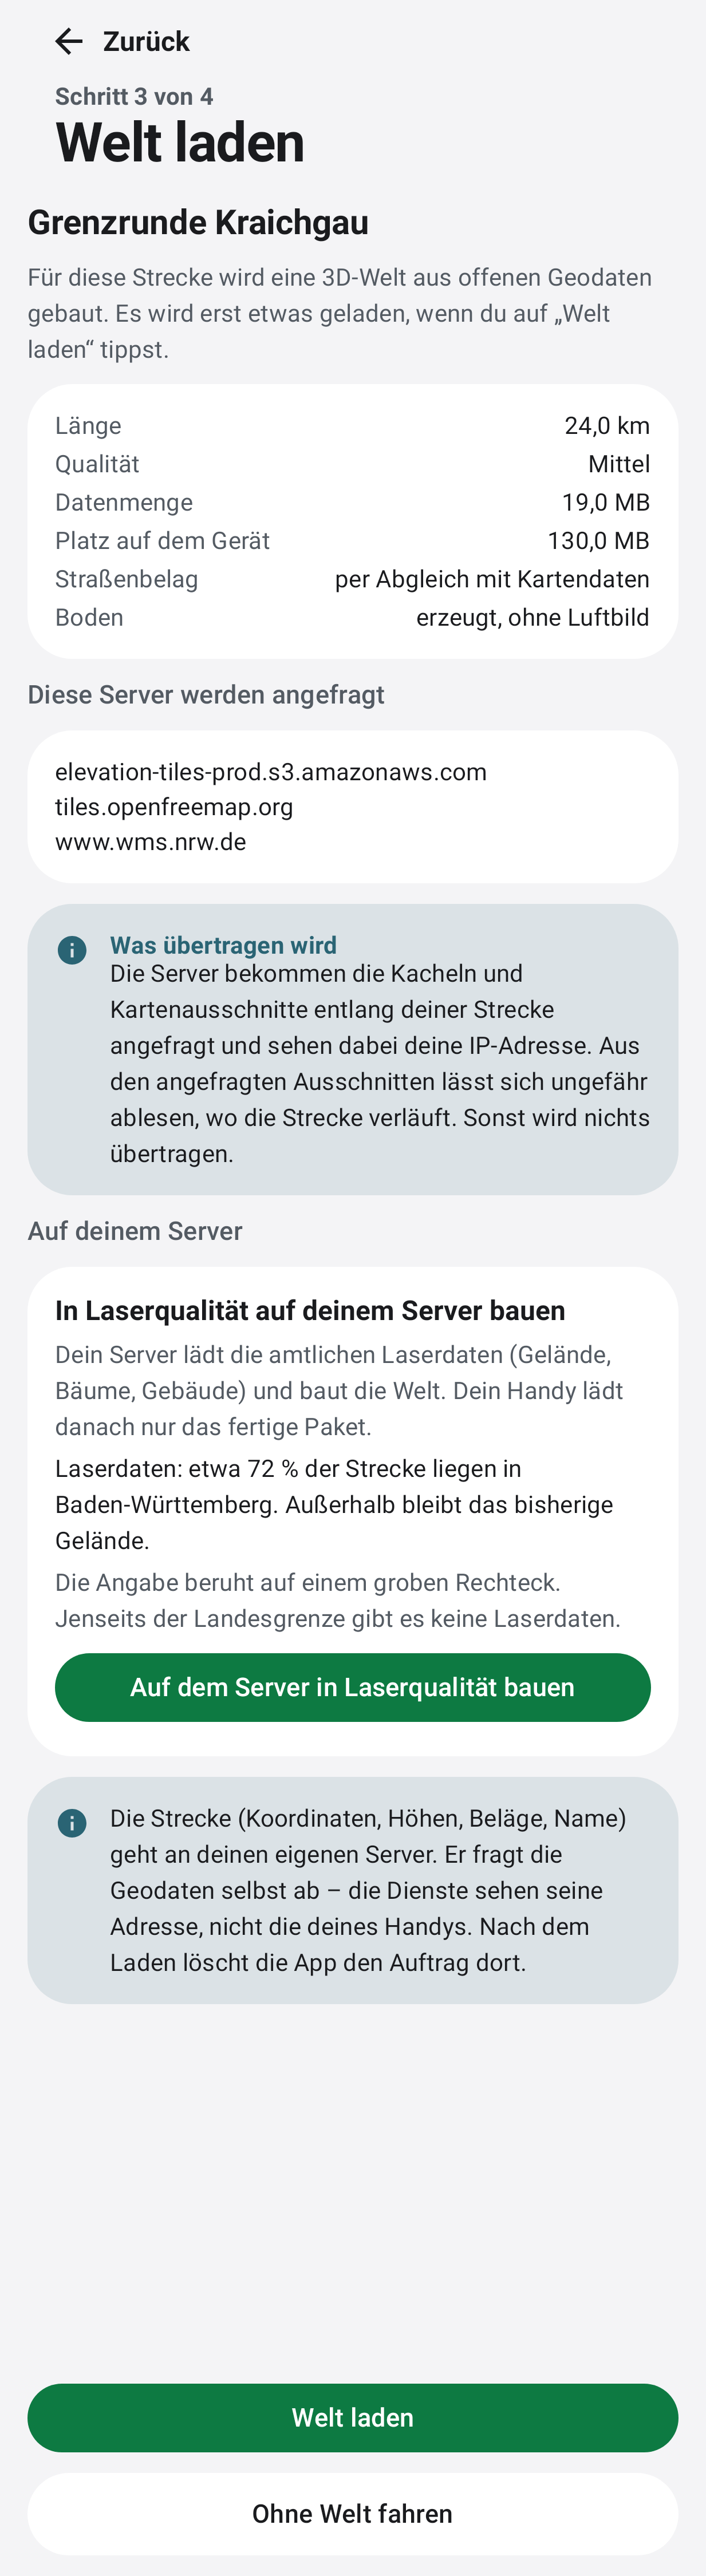 Zurück
Schritt 3 von 4
Welt laden
Grenzrunde Kraichgau
Für diese Strecke wird eine 3D-Welt aus offenen Geodaten
gebaut. Es wird erst etwas geladen, wenn du auf „Welt
laden“ tippst.
Länge 24,0 km
Qualität Mittel
Datenmenge 19,0 MB
Platz auf dem Gerät 130,0 MB
Straßenbelag per Abgleich mit Kartendaten
Boden erzeugt, ohne Luftbild
Diese Server werden angefragt
elevation-tiles-prod.s3.amazonaws.com
tiles.openfreemap.org
www.wms.nrw.de
Was übertragen wird
Die Server bekommen die Kacheln und
Kartenausschnitte entlang deiner Strecke
angefragt und sehen dabei deine IP-Adresse. Aus
den angefragten Ausschnitten lässt sich ungefähr
ablesen, wo die Strecke verläuft. Sonst wird nichts
übertragen.
Auf deinem Server
In Laserqualität auf deinem Server bauen
Dein Server lädt die amtlichen Laserdaten (Gelände,
Bäume, Gebäude) und baut die Welt. Dein Handy lädt
danach nur das fertige Paket.
Laserdaten: etwa 72 % der Strecke liegen in
Baden-Württemberg. Außerhalb bleibt das bisherige
Gelände.
Die Angabe beruht auf einem groben Rechteck.
Jenseits der Landesgrenze gibt es keine Laserdaten.
Auf dem Server in Laserqualität bauen
Die Strecke (Koordinaten, Höhen, Beläge, Name)
geht an deinen eigenen Server. Er fragt die
Geodaten selbst ab – die Dienste sehen seine
Adresse, nicht die deines Handys. Nach dem
Laden löscht die App den Auftrag dort.
Welt laden
Ohne Welt fahren